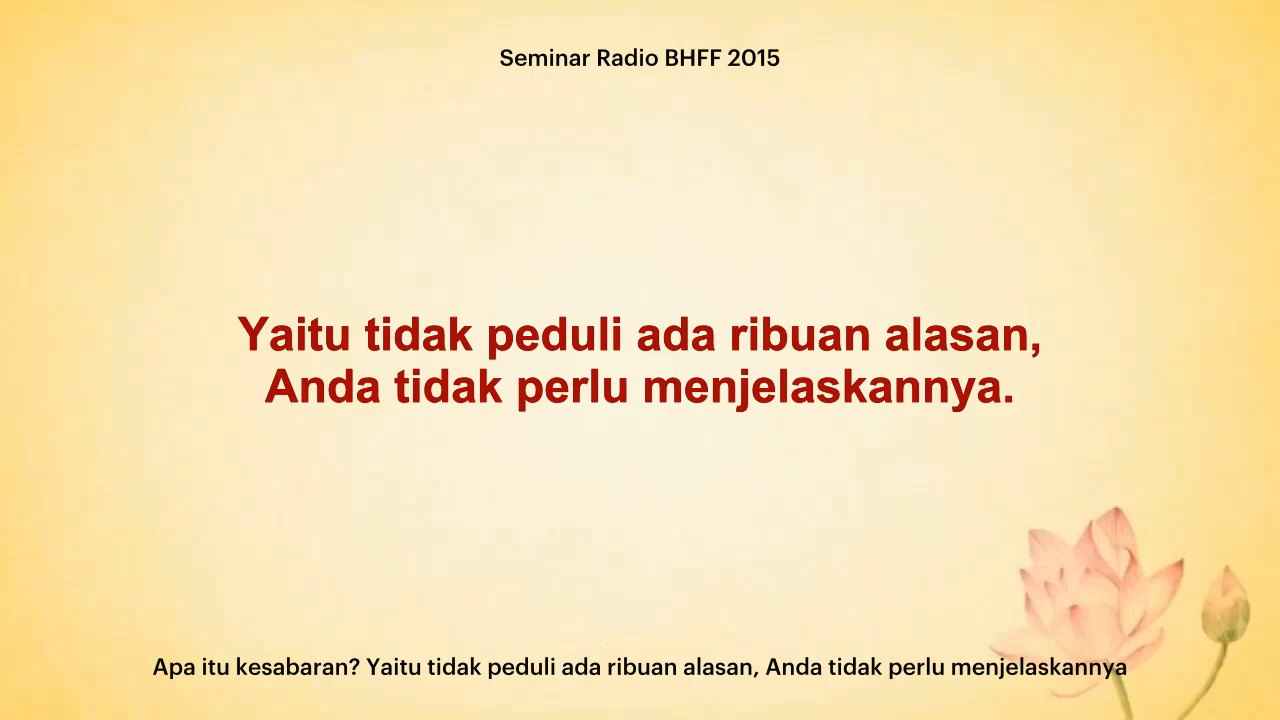 Seminar Radio BHFF 2015
Yaitu tidak peduli ada ribuan alasan,
Anda tidak perlu menjelaskannya.
Apa itu kesabaran? Yaitu tidak peduli ada ribuan alasan, Anda tidak perlu menjelaskannya